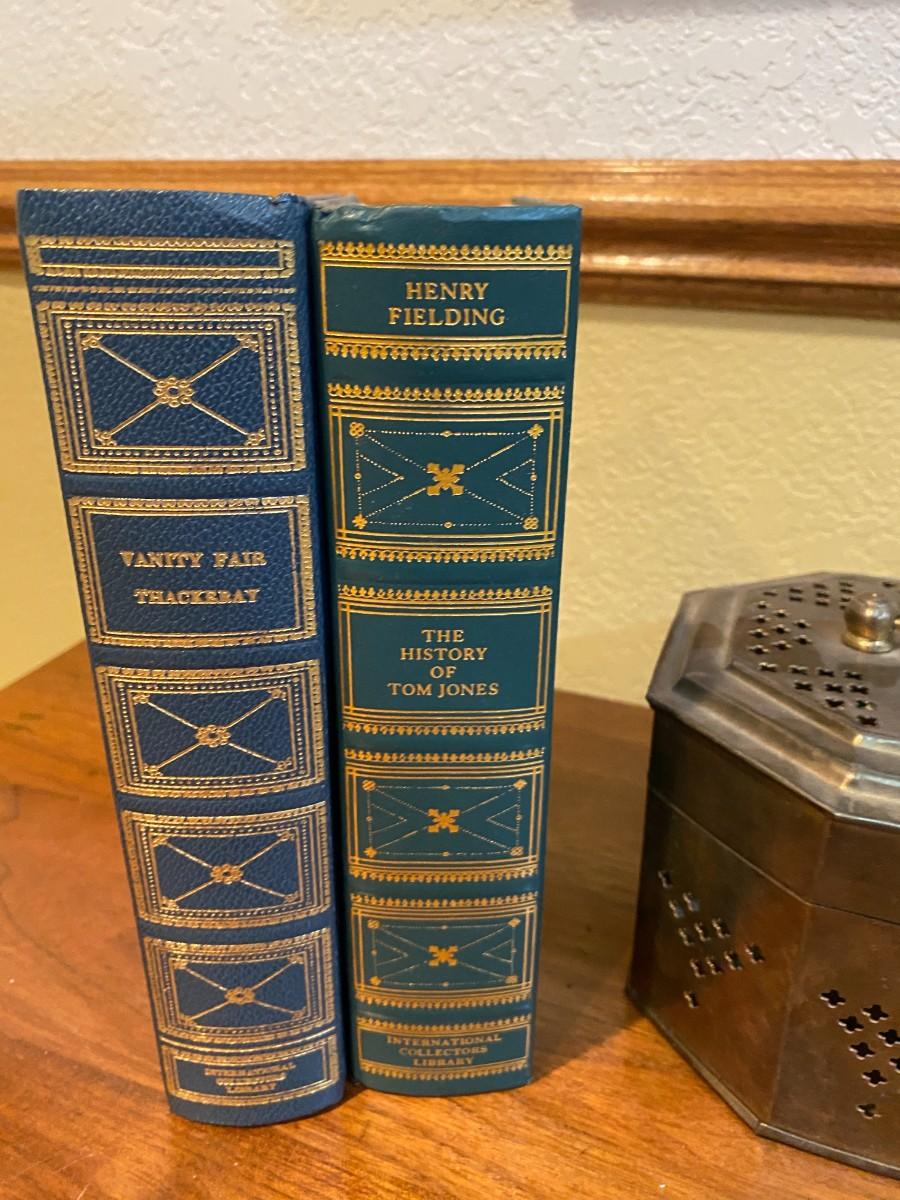 VANITY FAIR
THACKERAY
INTERNATIONAL
COLLECTORS
LIBRARY
HENRY
FIELDING
THE
HISTORY
OF
TOM JONES
INTERNATIONAL
COLLECTORS
LIBRARY